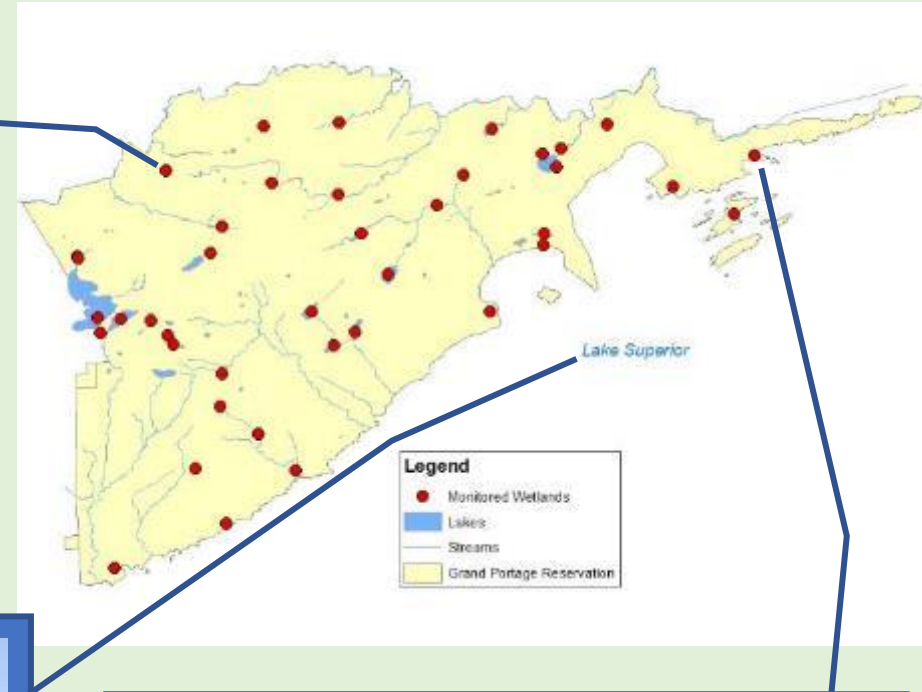 Lake Superior
Legend
Monitored Wetlands
Lakes
Streams
Grand Portage Reservation